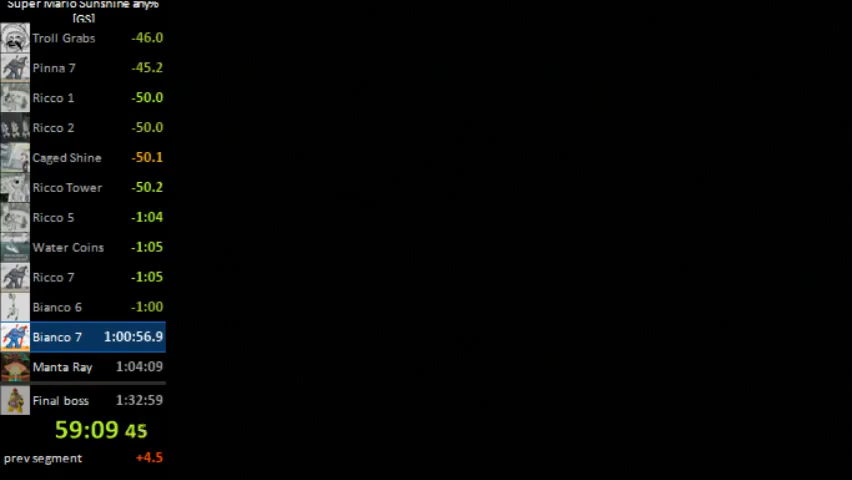 Super Mario Sunshine any%
[GS]
Troll Grabs -46.0
Pinna 7 -45.2
Ricco 1 -50.0
Ricco 2 -50.0
Caged Shine -50.1
Ricco Tower -50.2
Ricco 5 -1:04
Water Coins -1:05
Ricco 7 -1:05
Bianco 6 -1:00
Bianco 7 1:00:56.9
Manta Ray 1:04:09
Final boss 1:32:59
59:09 45
prev segment +4.5